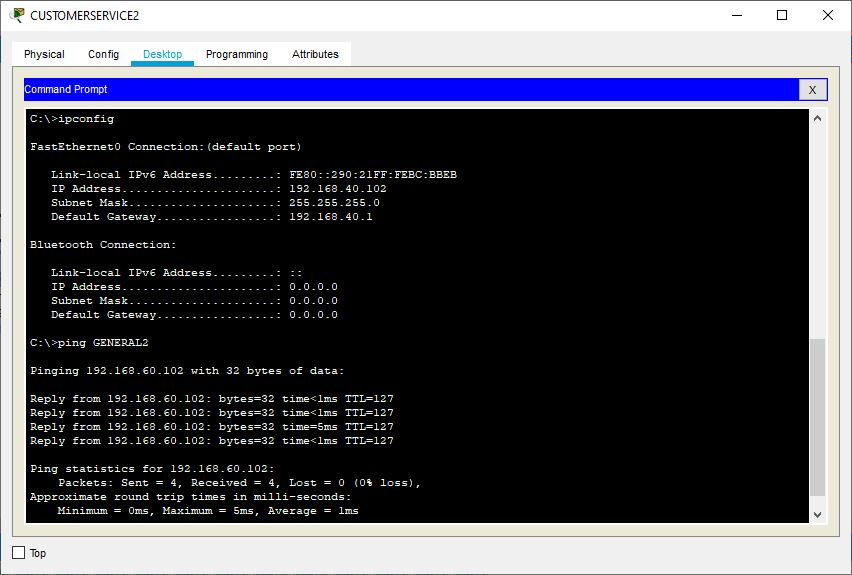 CUSTOMERSERVICE2
Physical Config Desktop Programming Attributes
Command Prompt
X
C:\>ipconfig
FastEthernet0 Connection:(default port)
Link-local IPv6 Address.........: FE80::290:21FF:FEBC:BBEB
IP Address......................: 192.168.40.102
Subnet Mask.....................: 255.255.255.0
Default Gateway.................: 192.168.40.1
Bluetooth Connection:
Link-local IPv6 Address.........: ::
IP Address......................: 0.0.0.0
Subnet Mask.....................: 0.0.0.0
Default Gateway.................: 0.0.0.0
C:\>ping GENERAL2
Pinging 192.168.60.102 with 32 bytes of data:
Reply from 192.168.60.102: bytes=32 time<1ms TTL=127
Reply from 192.168.60.102: bytes=32 time<1ms TTL=127
Reply from 192.168.60.102: bytes=32 time=5ms TTL=127
Reply from 192.168.60.102: bytes=32 time<1ms TTL=127
Ping statistics for 192.168.60.102:
Packets: Sent = 4, Received = 4, Lost = 0 (0% loss),
Approximate round trip times in milli-seconds:
Minimum = 0ms, Maximum = 5ms, Average = 1ms
Top